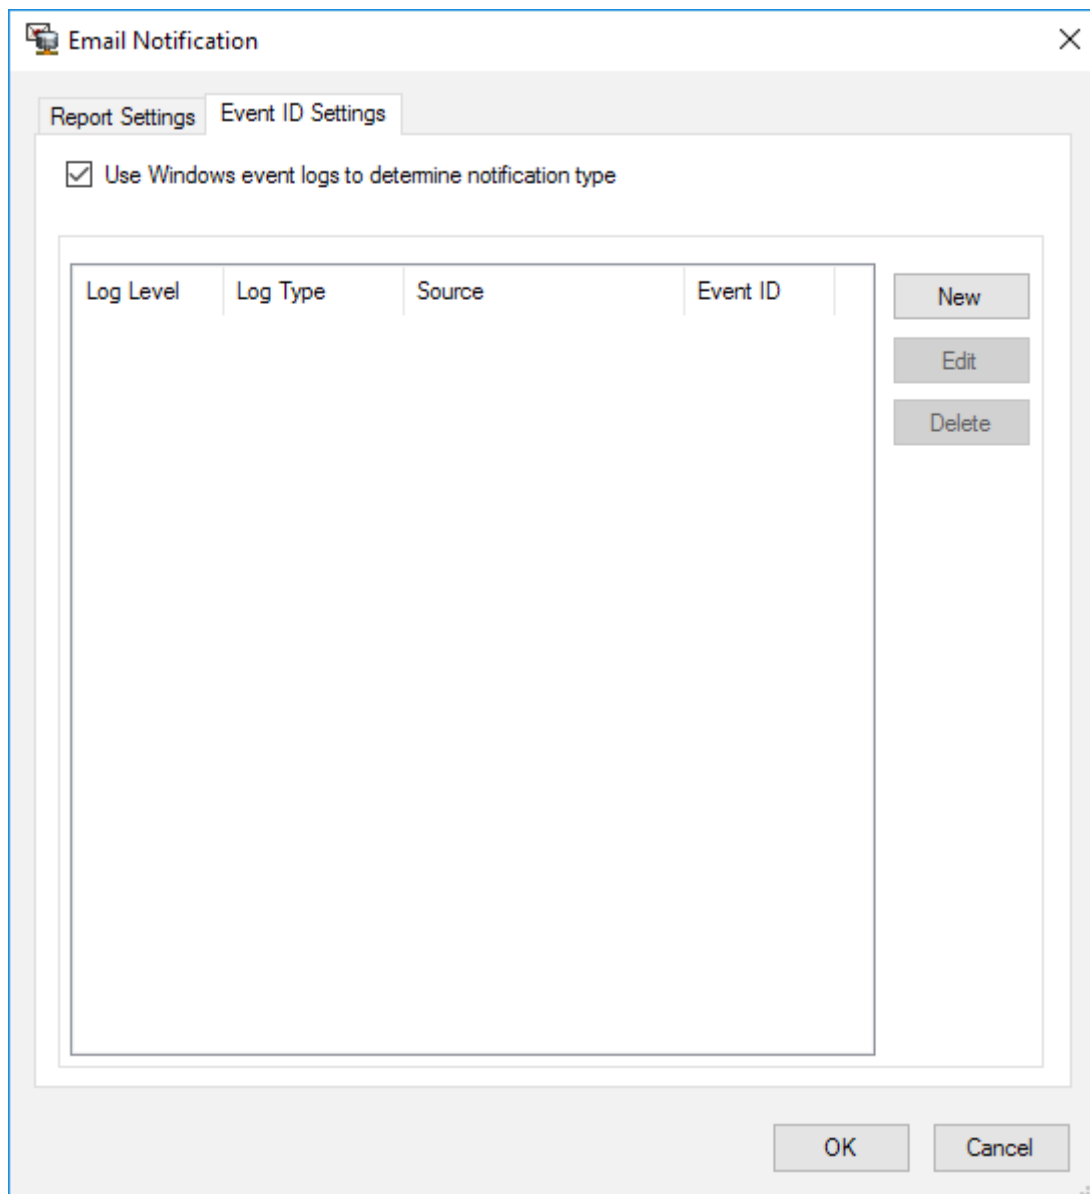 Email Notification
Report Settings
Event ID Settings
Use Windows event logs to determine notification type
Log Level Log Type Source Event ID
New
Edit
Delete
OK Cancel